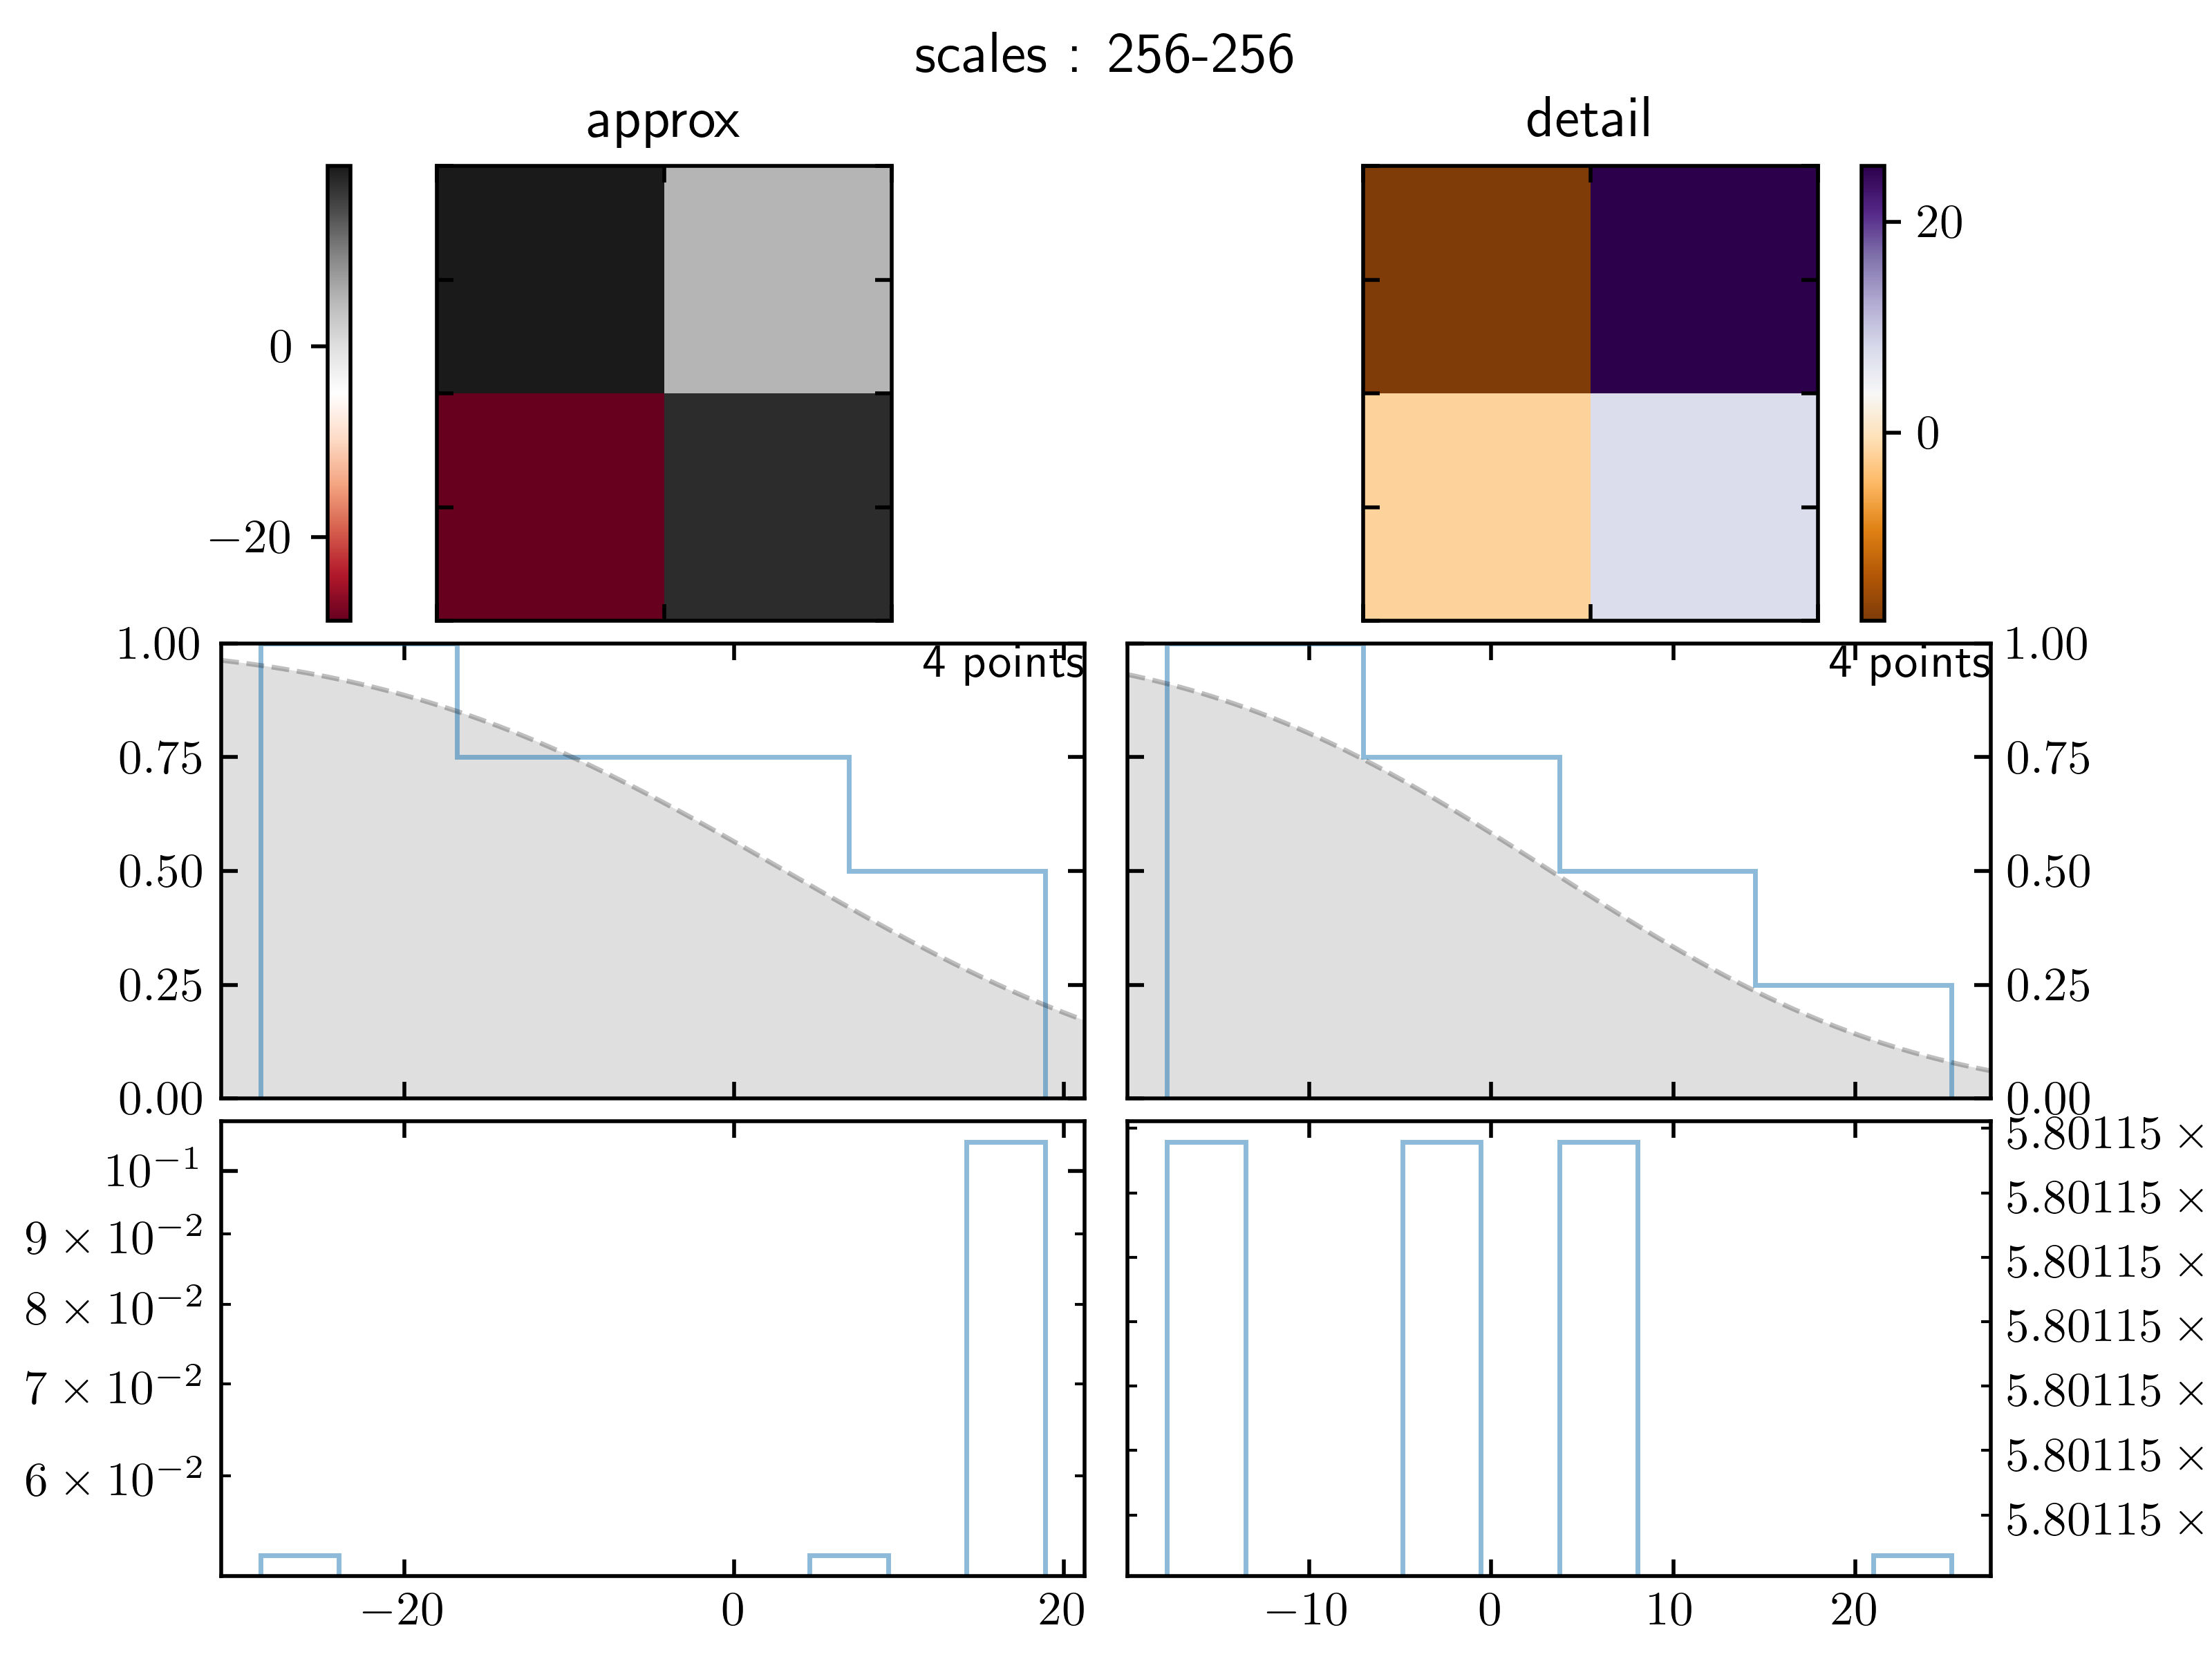 scales : 256-256
approx
detail
0
−20
20
0
1.00
0.75
0.50
0.25
0.00
4 points
4 points
1.00
0.75
0.50
0.25
0.00
10⁻¹
9 × 10⁻²
8 × 10⁻²
7 × 10⁻²
6 × 10⁻²
−20 0 20
5.80115 ×
5.80115 ×
5.80115 ×
5.80115 ×
5.80115 ×
5.80115 ×
5.80115 ×
−10 0 10 20